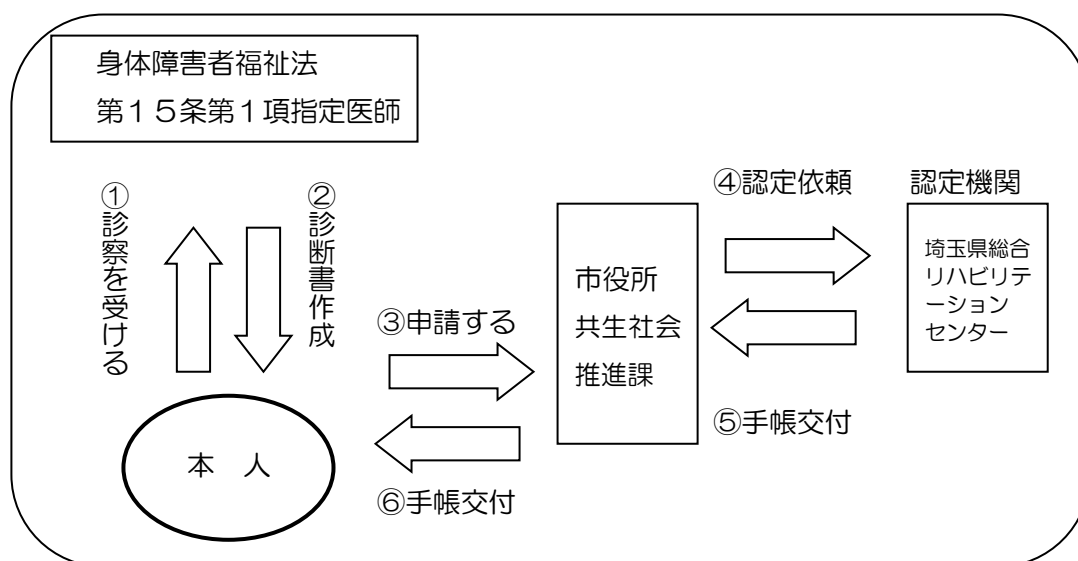 身体障害者福祉法
第１５条第１項指定医師
①診察を受ける
②診断書作成
③申請する
⑥手帳交付
本　人
市役所
共生社会
推進課
④認定依頼
⑤手帳交付
認定機関
埼玉県総合
リハビリテ
ーション
センター